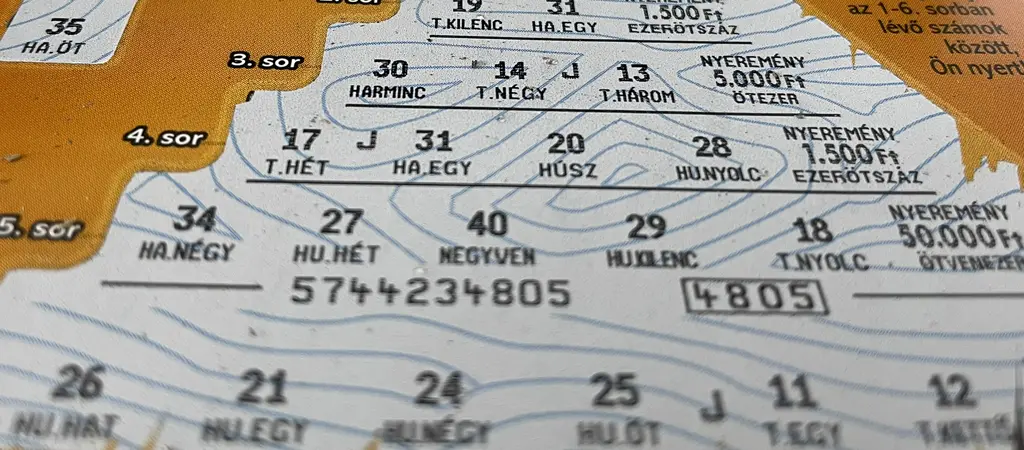 35
HA.ÖT
19 31 1.500 Ft
T.KILENC HA.EGY EZERÖTSZÁZ
az 1-6. sorban
lévő számok
között,
Ön nyert
3. sor
30 14 J 13 NYEREMÉNY
5.000 Ft
HARMINC T.NÉGY T.HÁROM ÖTEZER
4. sor
17 J 31 20 28 NYEREMÉNY
1.500 Ft
T.HÉT HA.EGY HÚSZ HU.NYOLC EZERÖTSZÁZ
5. sor
34 27 40 29 18 NYEREMÉNY
50.000 Ft
HA.NÉGY HU.HÉT NEGYVEN HU.KILENC T.NYOLC ÖTVENEZER
5744234805 4805
26 21 24 25 J 11 12
HU.HAT HU.EGY HU.NÉGY HU.ÖT T.EGY T.KETTŐ